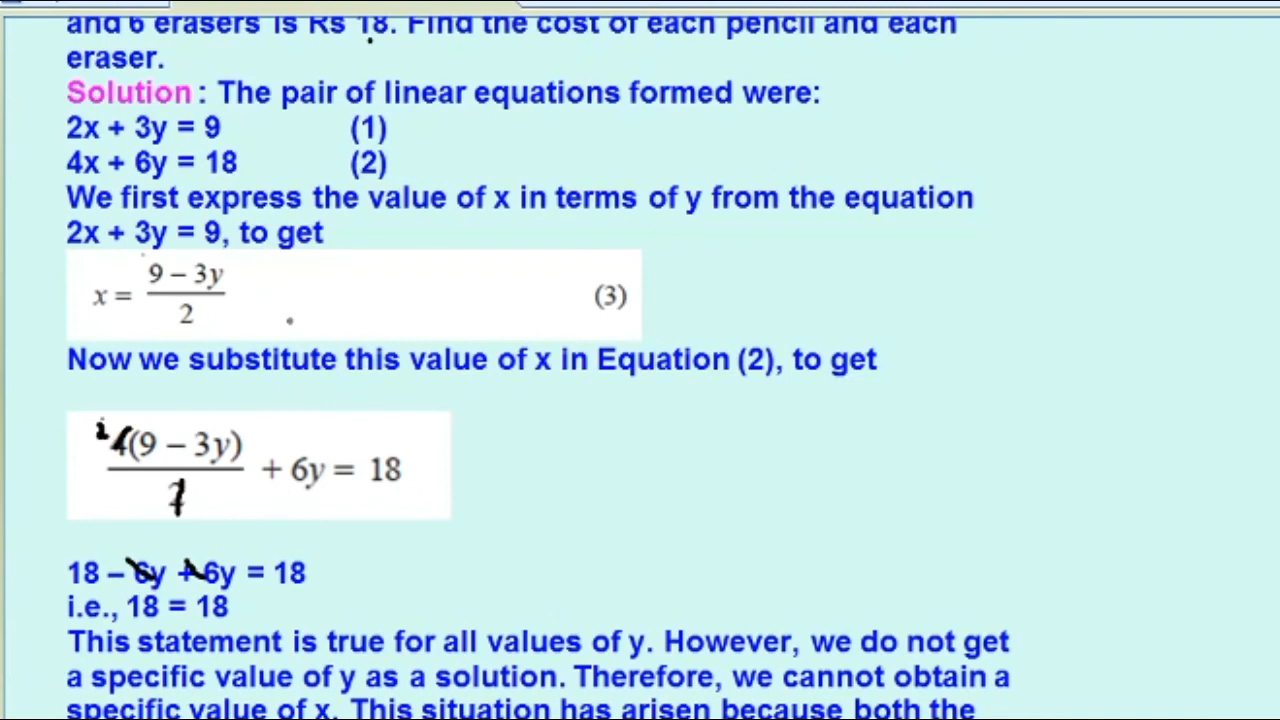 and 6 erasers is Rs 18. Find the cost of each pencil and each
eraser.
Solution : The pair of linear equations formed were:
2x + 3y = 9 (1)
4x + 6y = 18 (2)
We first express the value of x in terms of y from the equation
2x + 3y = 9, to get
x = (9 – 3y)/2 (3)
Now we substitute this value of x in Equation (2), to get
2
4(9 – 3y)/2 + 6y = 18
18 – 6y + 6y = 18
i.e., 18 = 18
This statement is true for all values of y. However, we do not get
a specific value of y as a solution. Therefore, we cannot obtain a
specific value of x. This situation has arisen because both the